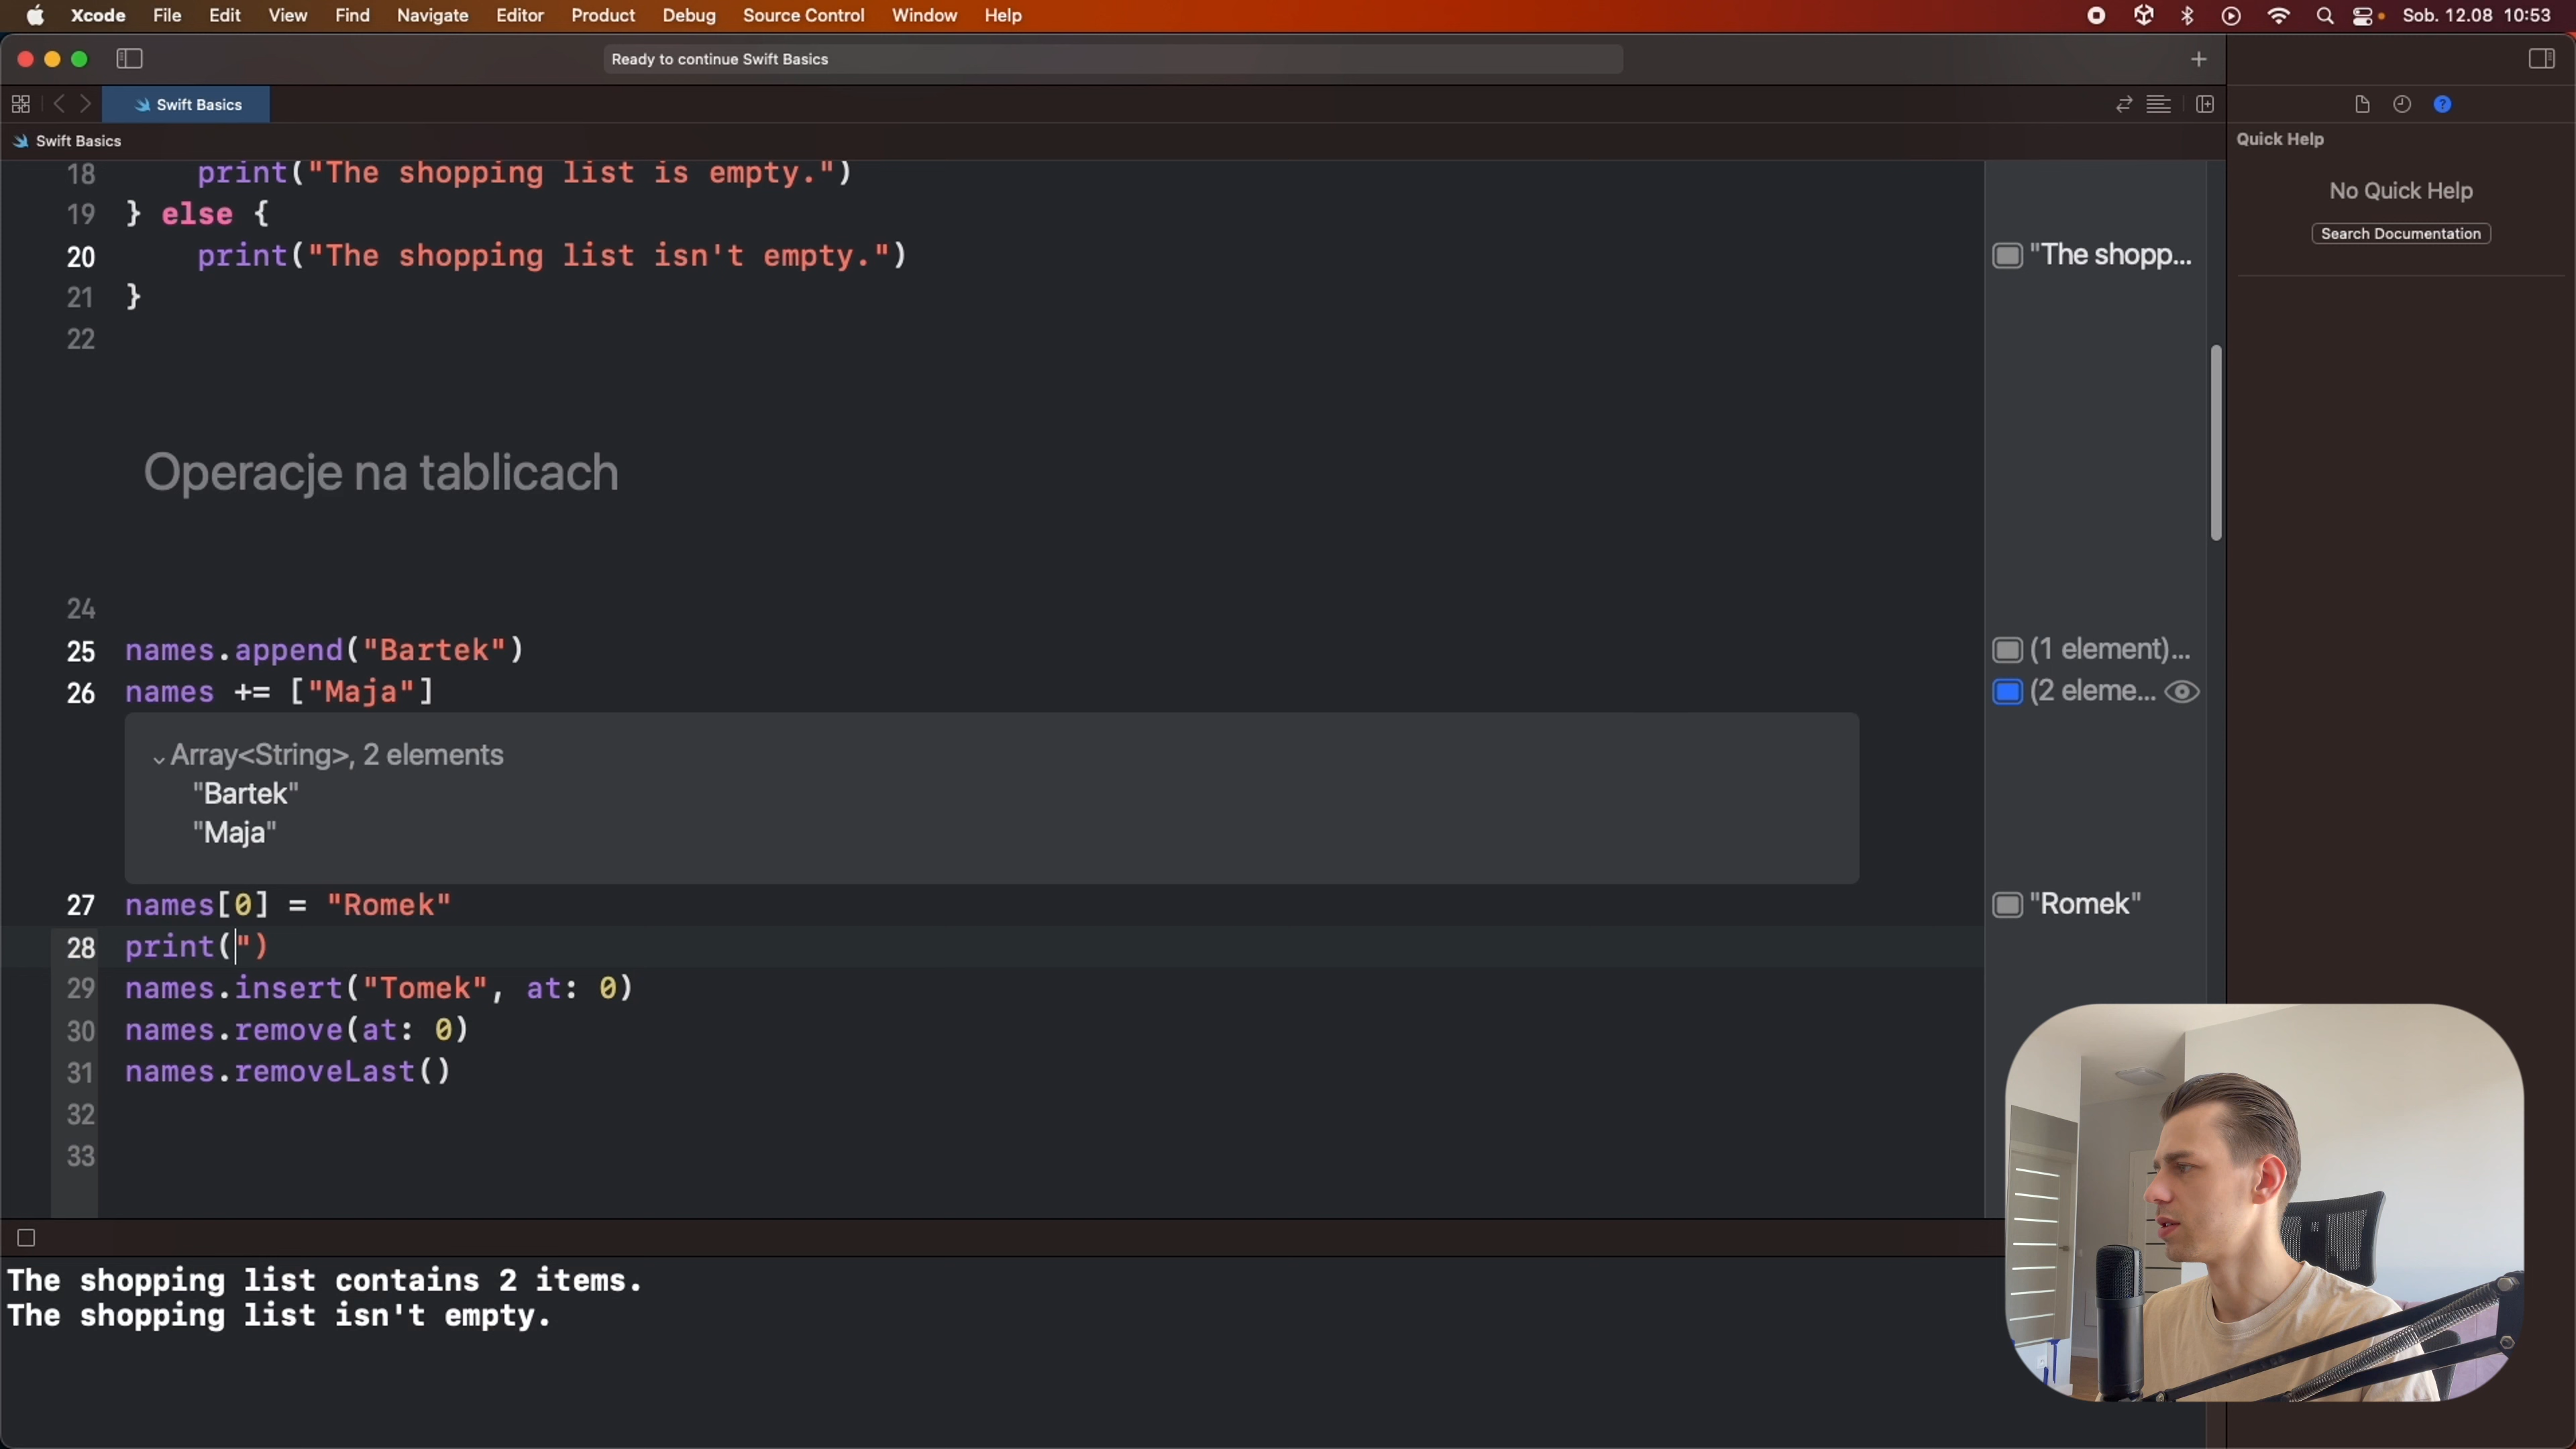 Xcode File Edit View Find Navigate Editor Product Debug Source Control Window Help Sob. 12.08 10:53
Ready to continue Swift Basics
Swift Basics
Swift Basics
Quick Help
No Quick Help
Search Documentation
18 print("The shopping list is empty.")
19 } else {
20 print("The shopping list isn't empty.") "The shopp...
21 }
22
Operacje na tablicach
24
25 names.append("Bartek") (1 element)...
26 names += ["Maja"] (2 eleme...
Array<String>, 2 elements
"Bartek"
"Maja"
27 names[0] = "Romek" "Romek"
28 print(")
29 names.insert("Tomek", at: 0)
30 names.remove(at: 0)
31 names.removeLast()
32
33
The shopping list contains 2 items.
The shopping list isn't empty.